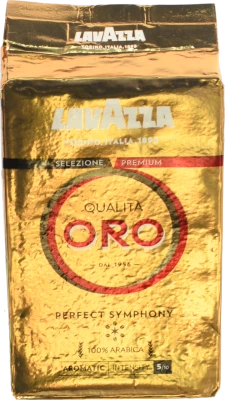 LAVAZZA
TORINO, ITALIA, 1895
LAVAZZA
TORINO, ITALIA, 1895
SELEZIONE PREMIUM
QUALITÀ
ORO
DAL 1956
PERFECT SYMPHONY
100% ARABICA
AROMATIC INTENSITY 5/10